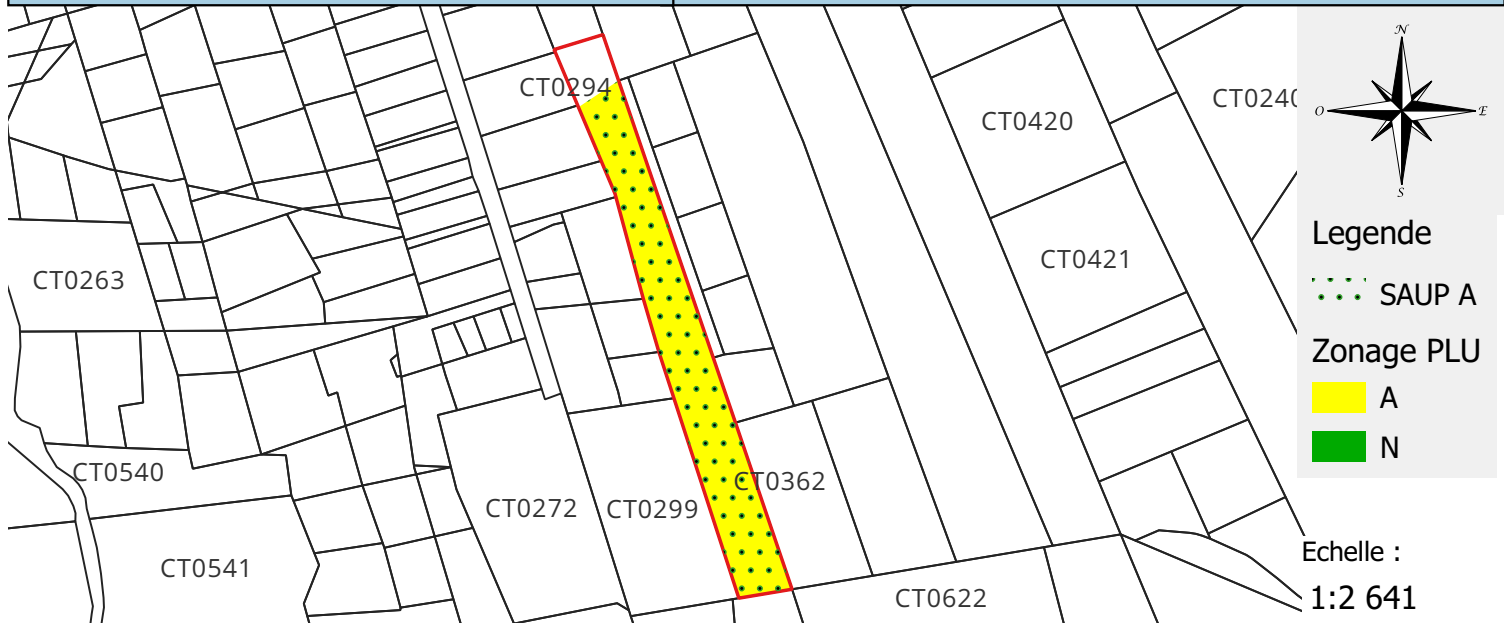 N
O
E
S
CT0294
CT0420
CT0240
CT0263
CT0421
CT0540
CT0272
CT0299
CT0362
CT0541
CT0622
Legende
SAUP A
Zonage PLU
A
N
Echelle :
1:2 641